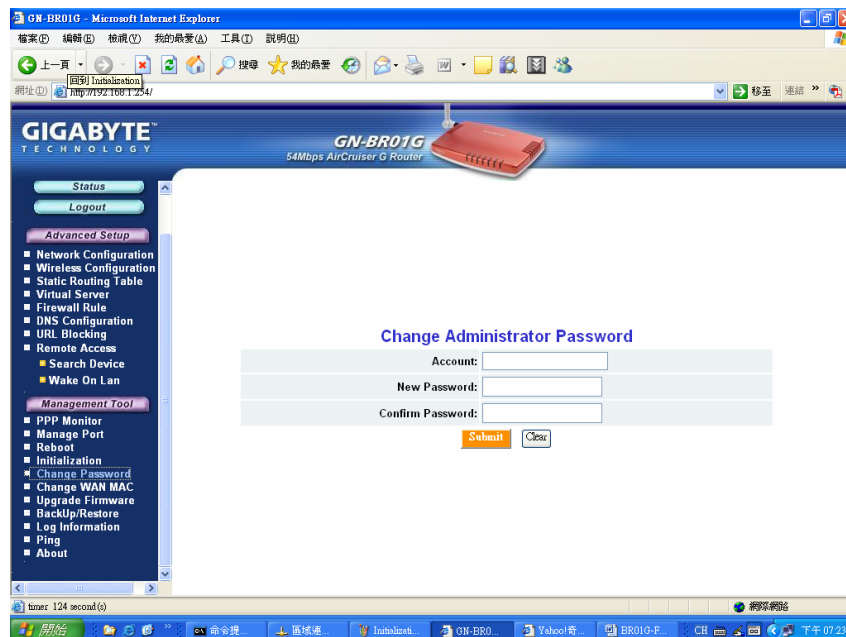 GN-BR01G - Microsoft Internet Explorer
檔案(F) 編輯(E) 檢視(V) 我的最愛(A) 工具(T) 說明(H)
上一頁 搜尋 我的最愛
回到 Initialization
網址(D) http://192.168.1.254/ 移至 連結 »
GIGABYTE™
TECHNOLOGY
GN-BR01G
54Mbps AirCruiser G Router
Status
Logout
Advanced Setup
Network Configuration
Wireless Configuration
Static Routing Table
Virtual Server
Firewall Rule
DNS Configuration
URL Blocking
Remote Access
Search Device
Wake On Lan
Management Tool
PPP Monitor
Manage Port
Reboot
Initialization
Change Password
Change WAN MAC
Upgrade Firmware
BackUp/Restore
Log Information
Ping
About
Change Administrator Password
Account:
New Password:
Confirm Password:
Submit Clear
timer 124 second(s) 網際網路
開始 » 命令提... 區域連... Initializati... GN-BRO... Yahoo!奇... BR01G-F... CH 下午 07:23